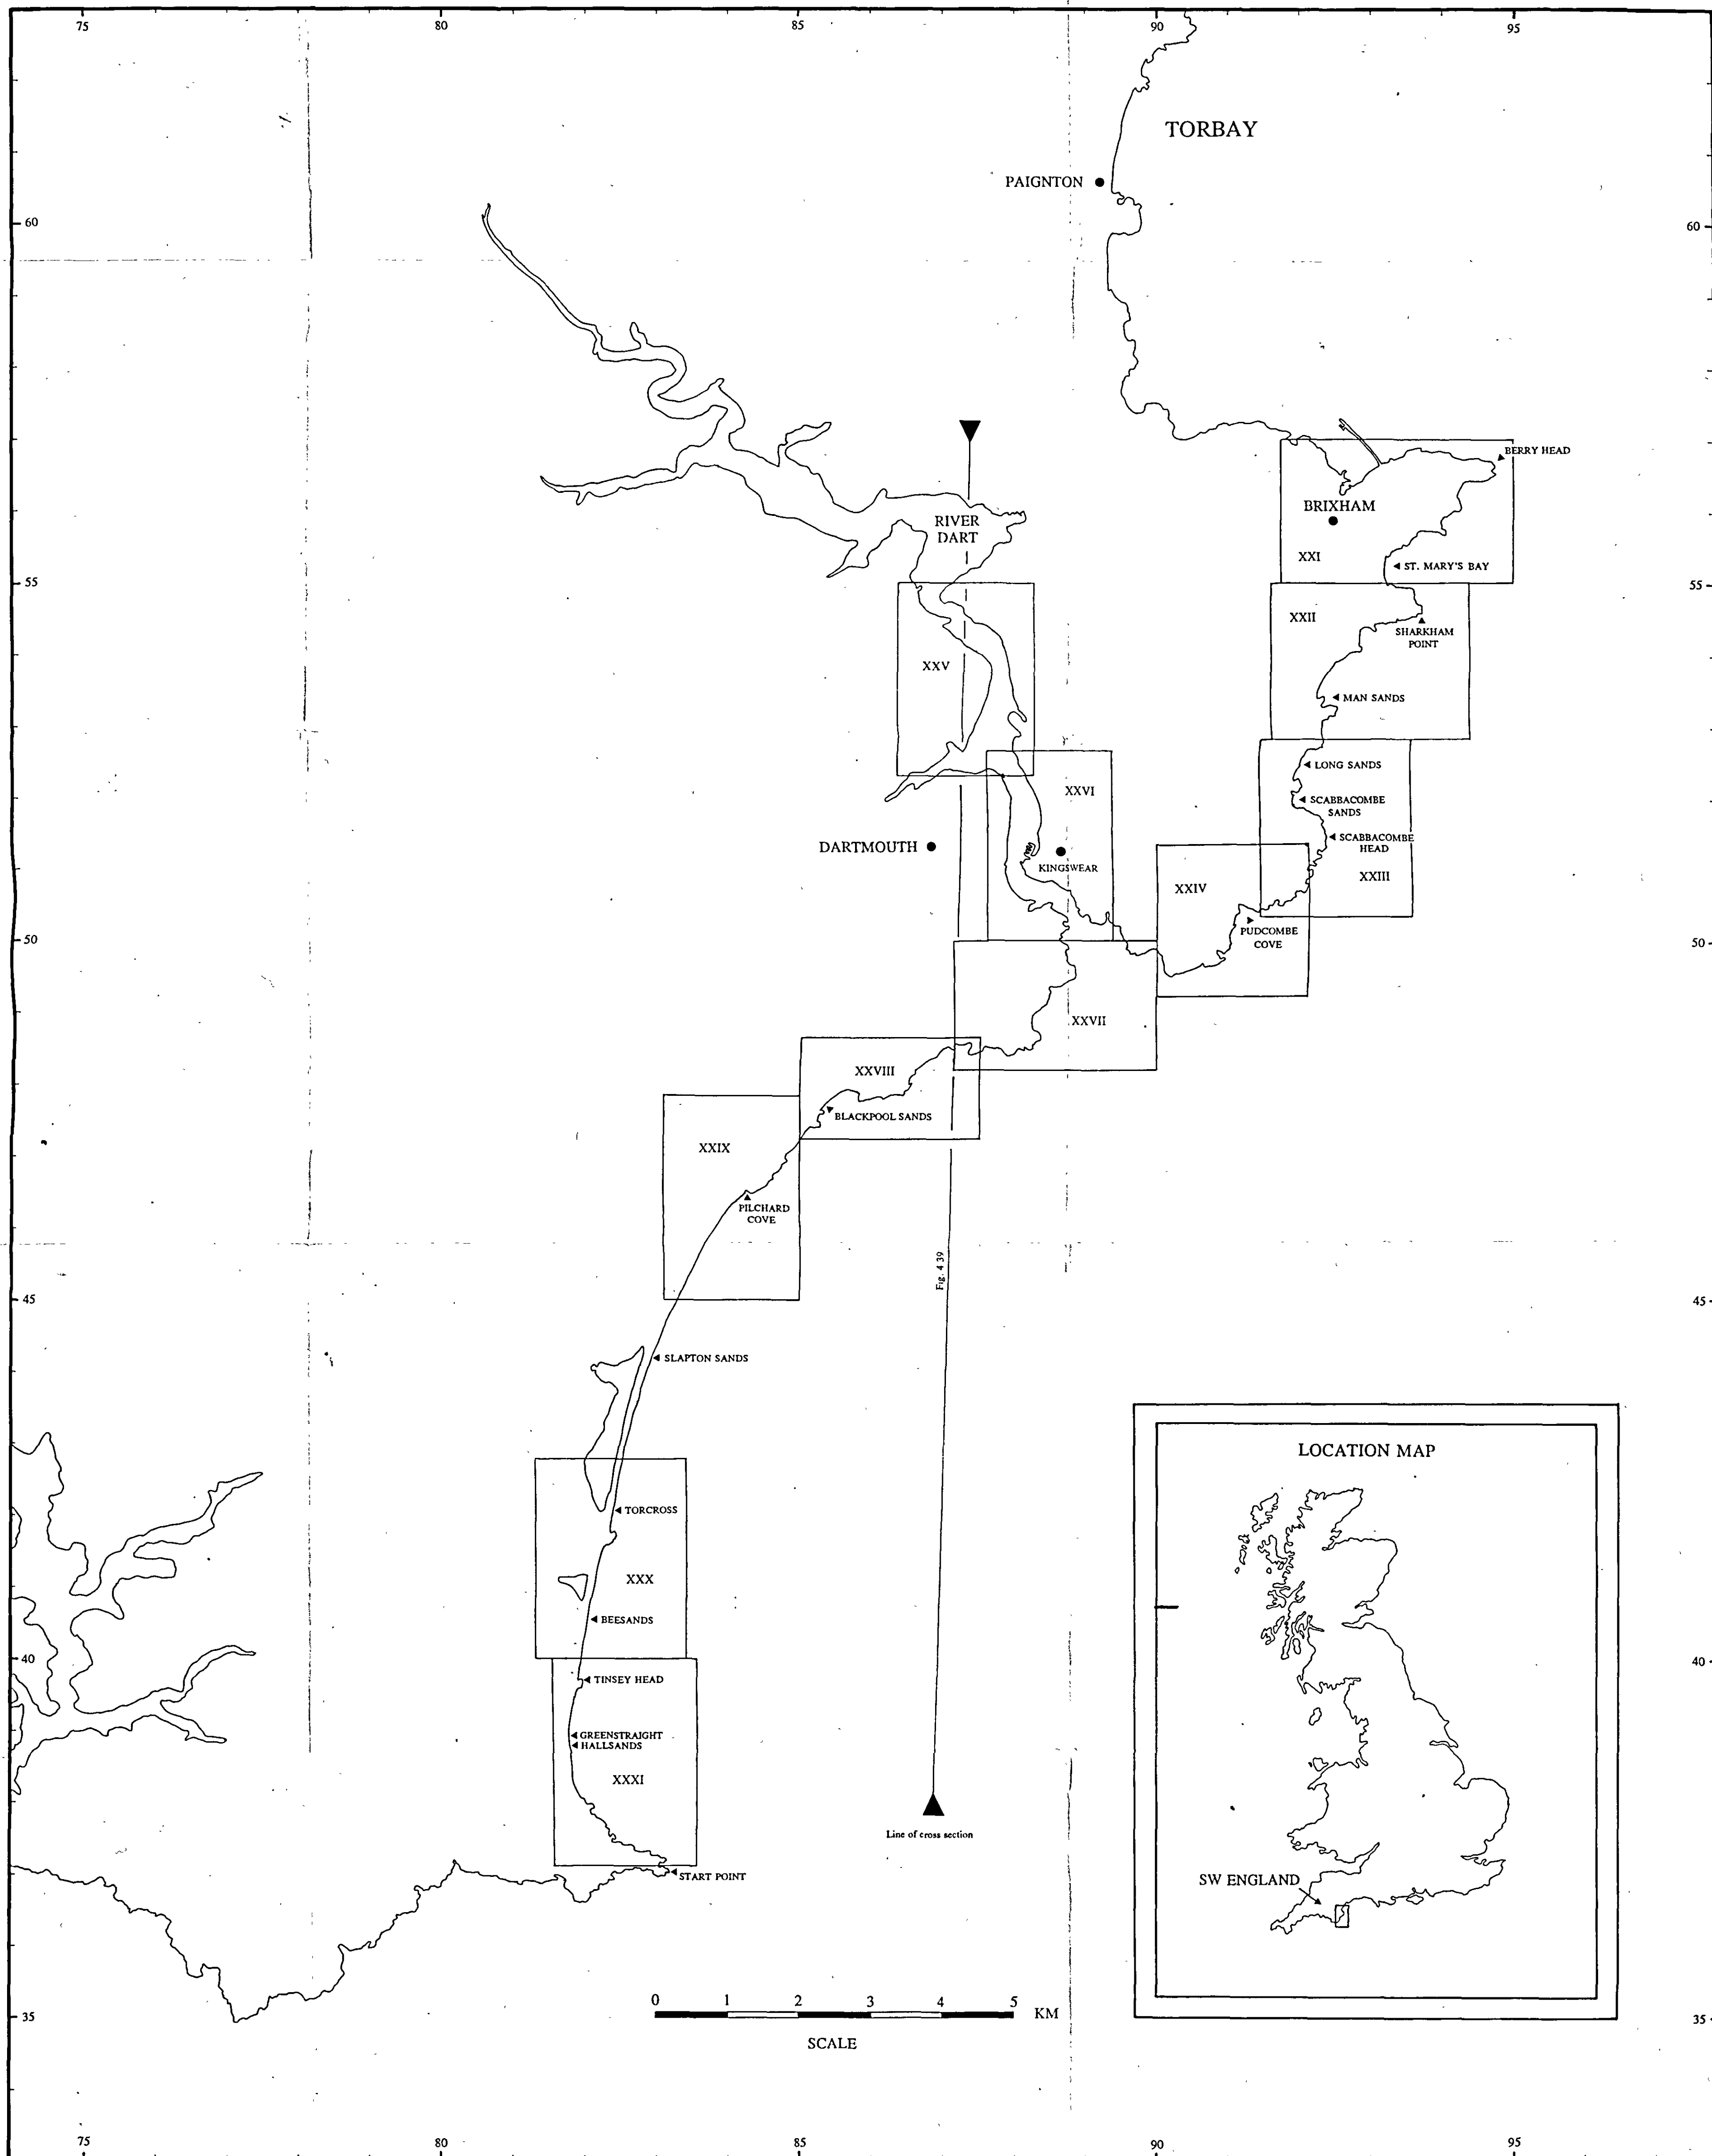 75
80
85
90
95
TORBAY
PAIGNTON
60
60
BERRY HEAD
BRIXHAM
RIVER
DART
XXI
ST. MARY'S BAY
55
55
XXII
SHARKHAM
POINT
XXV
MAN SANDS
LONG SANDS
XXVI
SCABBACOMBE
SANDS
SCABBACOMBE
HEAD
DARTMOUTH
KINGSWEAR
XXIII
XXIV
PUDCOMBE
COVE
50
50
XXVII
XXVIII
BLACKPOOL SANDS
XXIX
PILCHARD
COVE
Fig. 4 39
45
45
SLAPTON SANDS
LOCATION MAP
TORCROSS
XXX
BEESANDS
40
40
TINSEY HEAD
GREENSTRAIGHT
HALLSANDS
XXXI
Line of cross section
START POINT
SW ENGLAND
0 1 2 3 4 5 KM
SCALE
35
35
75
80
85
90
95